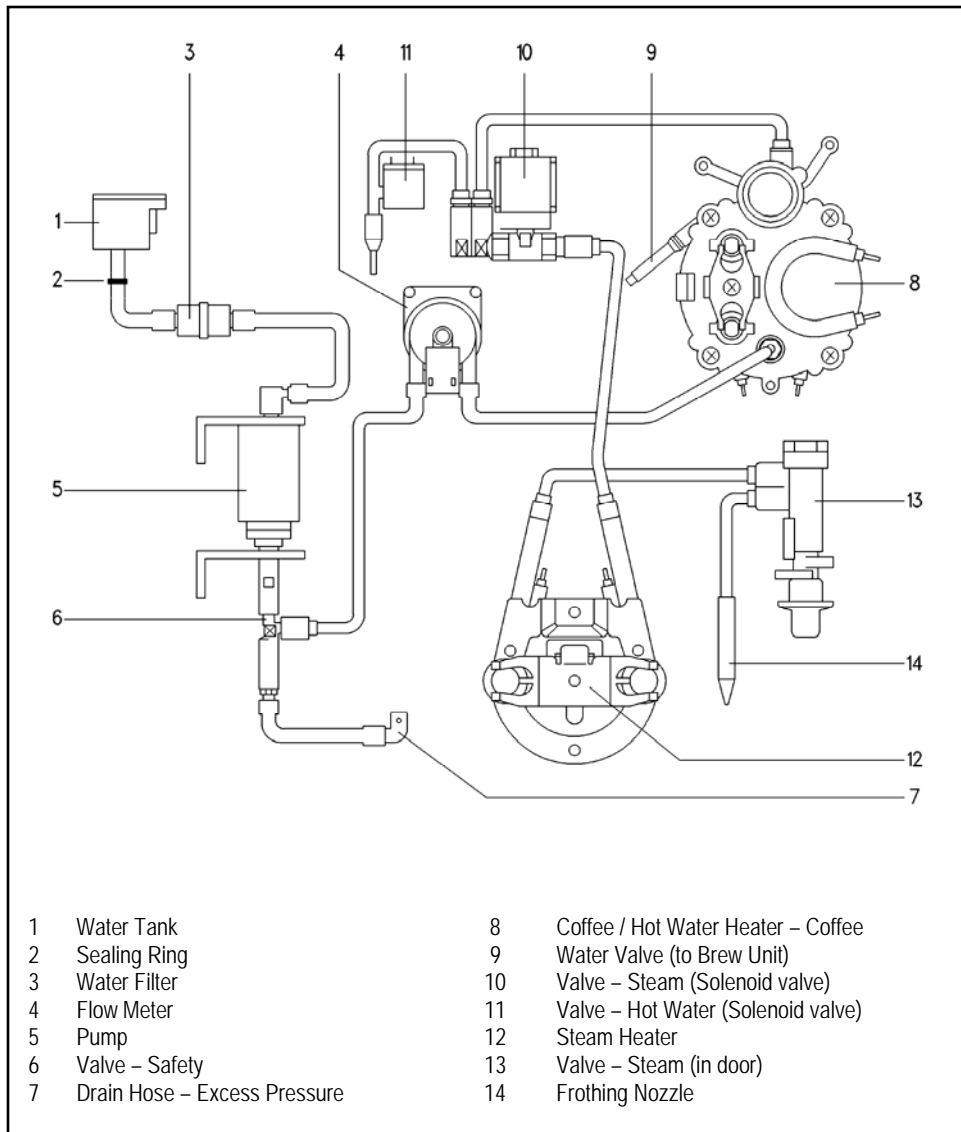 3 4 11 10 9
1
2
8
5
13
6
14
12
7
1 Water Tank
2 Sealing Ring
3 Water Filter
4 Flow Meter
5 Pump
6 Valve – Safety
7 Drain Hose – Excess Pressure
8 Coffee / Hot Water Heater – Coffee
9 Water Valve (to Brew Unit)
10 Valve – Steam (Solenoid valve)
11 Valve – Hot Water (Solenoid valve)
12 Steam Heater
13 Valve – Steam (in door)
14 Frothing Nozzle